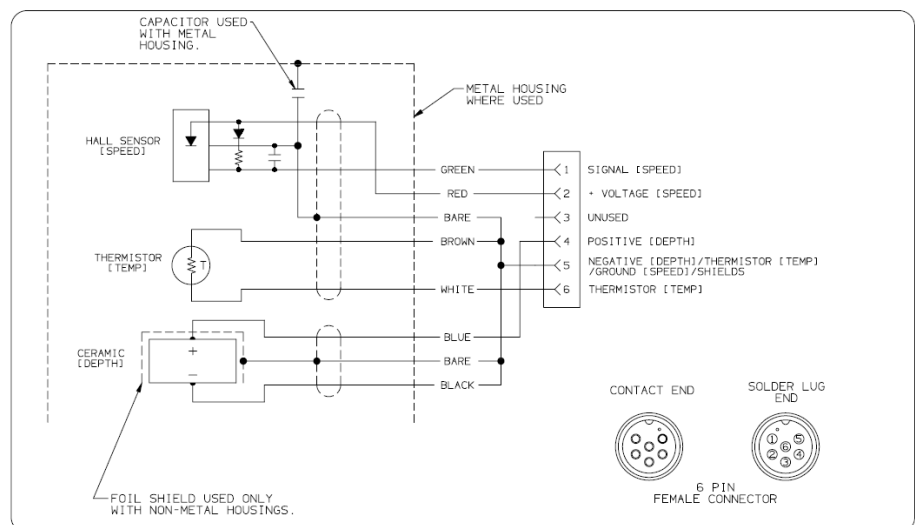 CAPACITOR USED
WITH METAL
HOUSING.
METAL HOUSING
WHERE USED
HALL SENSOR
[SPEED]
GREEN
1
SIGNAL [SPEED]
RED
2
+ VOLTAGE [SPEED]
BARE
3
UNUSED
BROWN
4
POSITIVE [DEPTH]
THERMISTOR
[TEMP]
T
5
NEGATIVE [DEPTH]/THERMISTOR [TEMP]
/GROUND [SPEED]/SHIELDS
WHITE
6
THERMISTOR [TEMP]
BLUE
CERAMIC
[DEPTH]
+
−
BARE
BLACK
CONTACT END
SOLDER LUG
END
1
5
6
2
4
3
6 PIN
FEMALE CONNECTOR
FOIL SHIELD USED ONLY
WITH NON-METAL HOUSINGS.